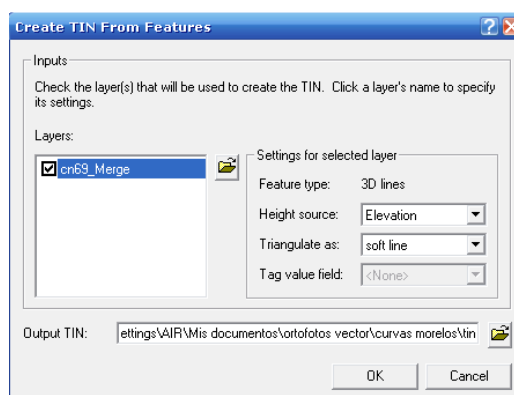 Create TIN From Features
Inputs
Check the layer(s) that will be used to create the TIN. Click a layer's name to specify
its settings.
Layers:
cn69_Merge
Settings for selected layer
Feature type: 3D lines
Height source: Elevation
Triangulate as: soft line
Tag value field: <None>
Output TIN: ettings\AIR\Mis documentos\ortofotos vector\curvas morelos\tin
OK Cancel